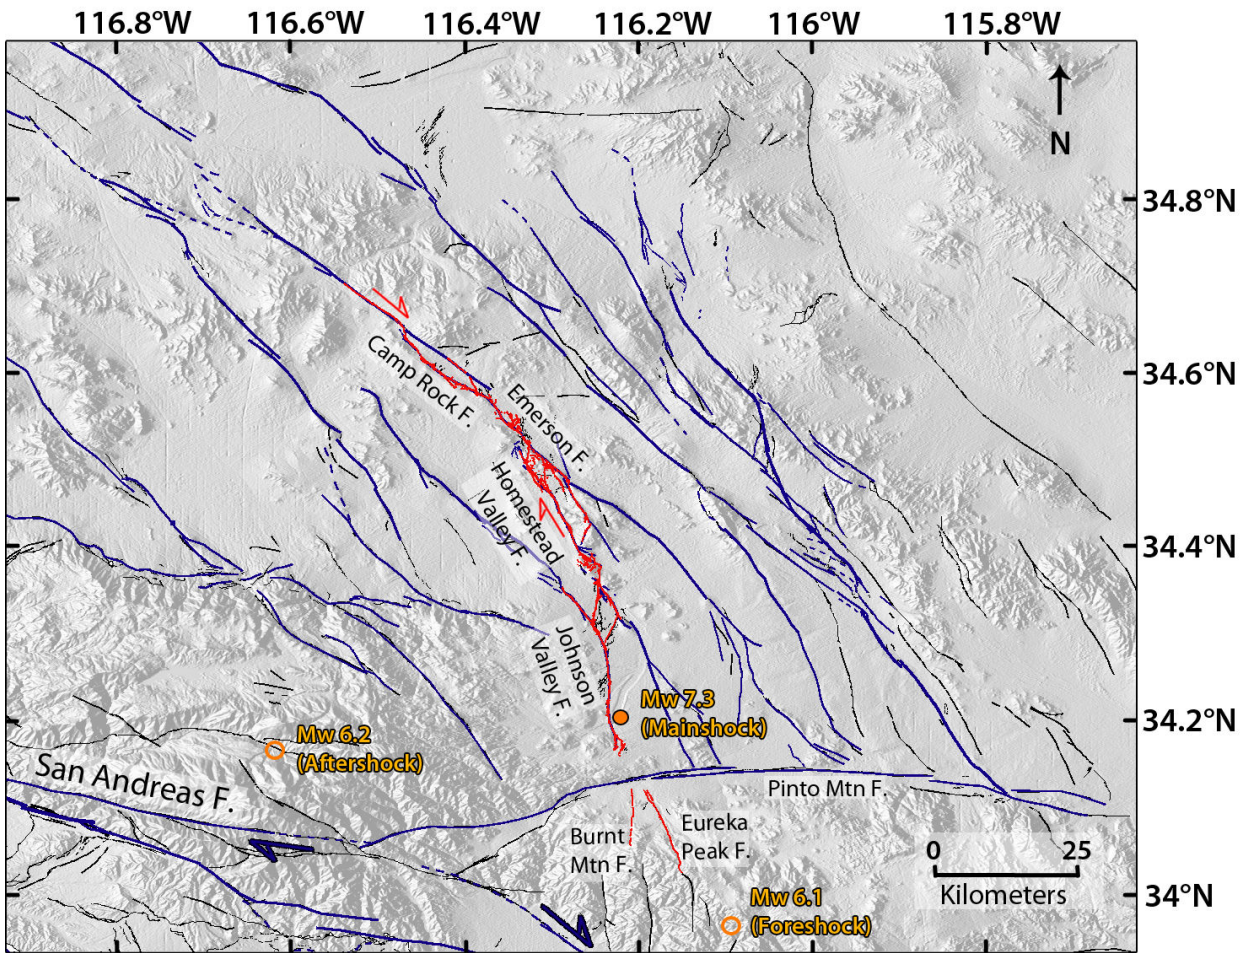 116.8°W
116.6°W
116.4°W
116.2°W
116°W
115.8°W
N
34.8°N
34.6°N
34.4°N
34.2°N
34°N
Camp Rock F.
Emerson F.
Homestead
Valley F.
Johnson
Valley F.
Mw 7.3
(Mainshock)
Mw 6.2
(Aftershock)
San Andreas F.
Pinto Mtn F.
Burnt
Mtn F.
Eureka
Peak F.
0
25
Kilometers
Mw 6.1
(Foreshock)